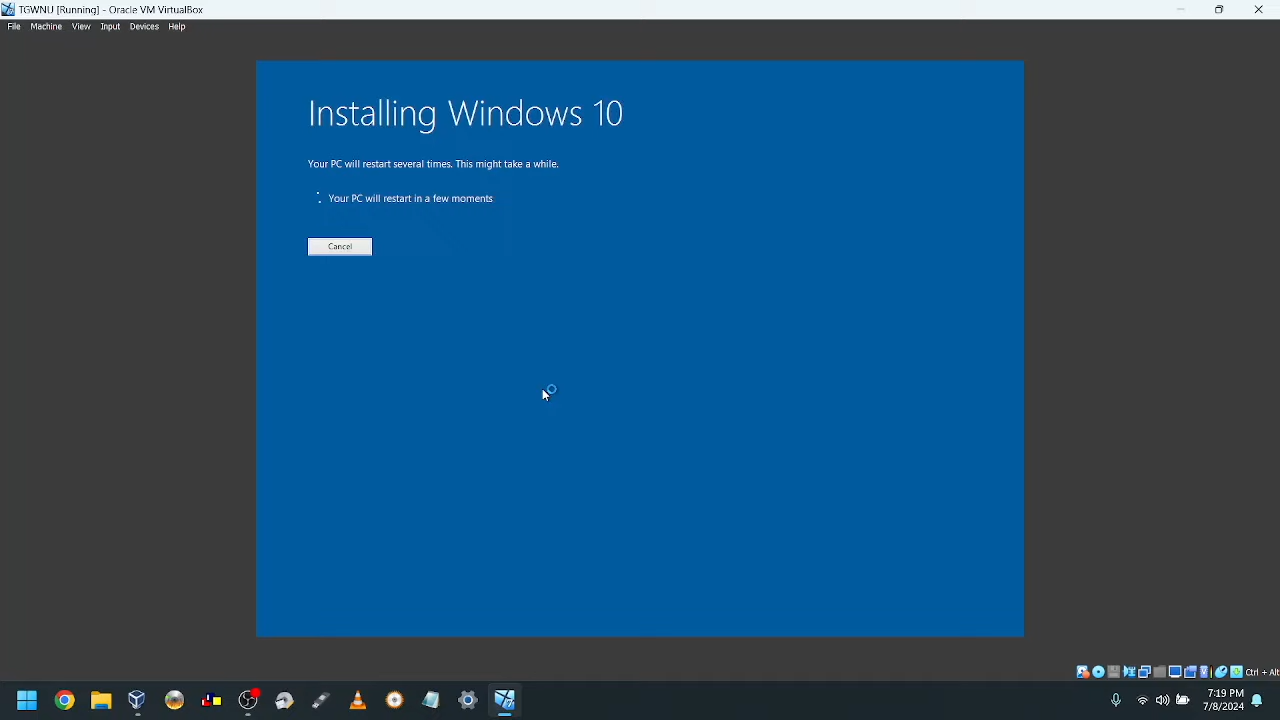 TGWNU [Running] - Oracle VM VirtualBox
File Machine View Input Devices Help
Installing Windows 10
Your PC will restart several times. This might take a while.
Your PC will restart in a few moments
Cancel
Ctrl + Alt
7:19 PM
7/8/2024